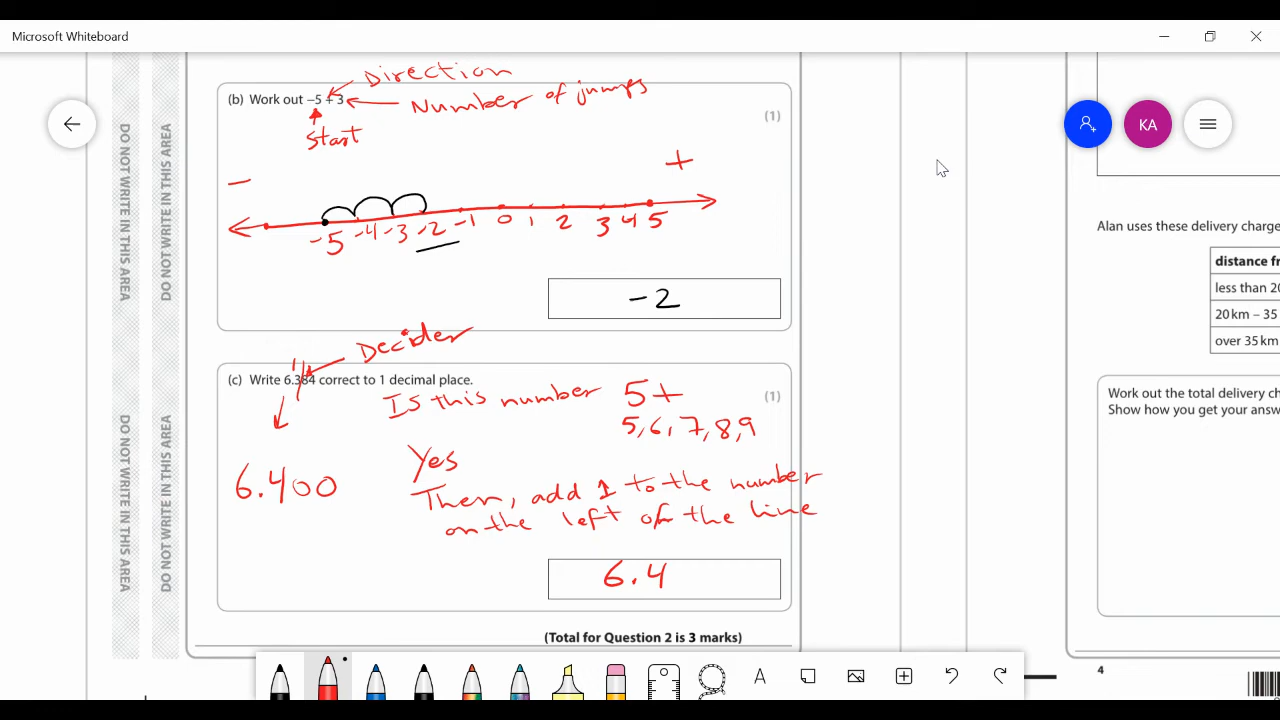 Microsoft Whiteboard
Direction
(b) Work out −5 + 3
Number of jumps
(1)
Start
−
+
-5 -4 -3 -2 -1 0 1 2 3 4 5
-2
Decider
(c) Write 6.384 correct to 1 decimal place.
Is this number 5+
(1)
5,6,7,8,9
Yes
6.400
Then, add 1 to the number
on the left of the line
6.4
(Total for Question 2 is 3 marks)
DO NOT WRITE IN THIS AREA
DO NOT WRITE IN THIS AREA
DO NOT WRITE IN THIS AREA
DO NOT WRITE IN THIS AREA
KA
Alan uses these delivery charge
distance fr
less than 20
20 km – 35
over 35 km
Work out the total delivery ch
Show how you get your answ
4
A